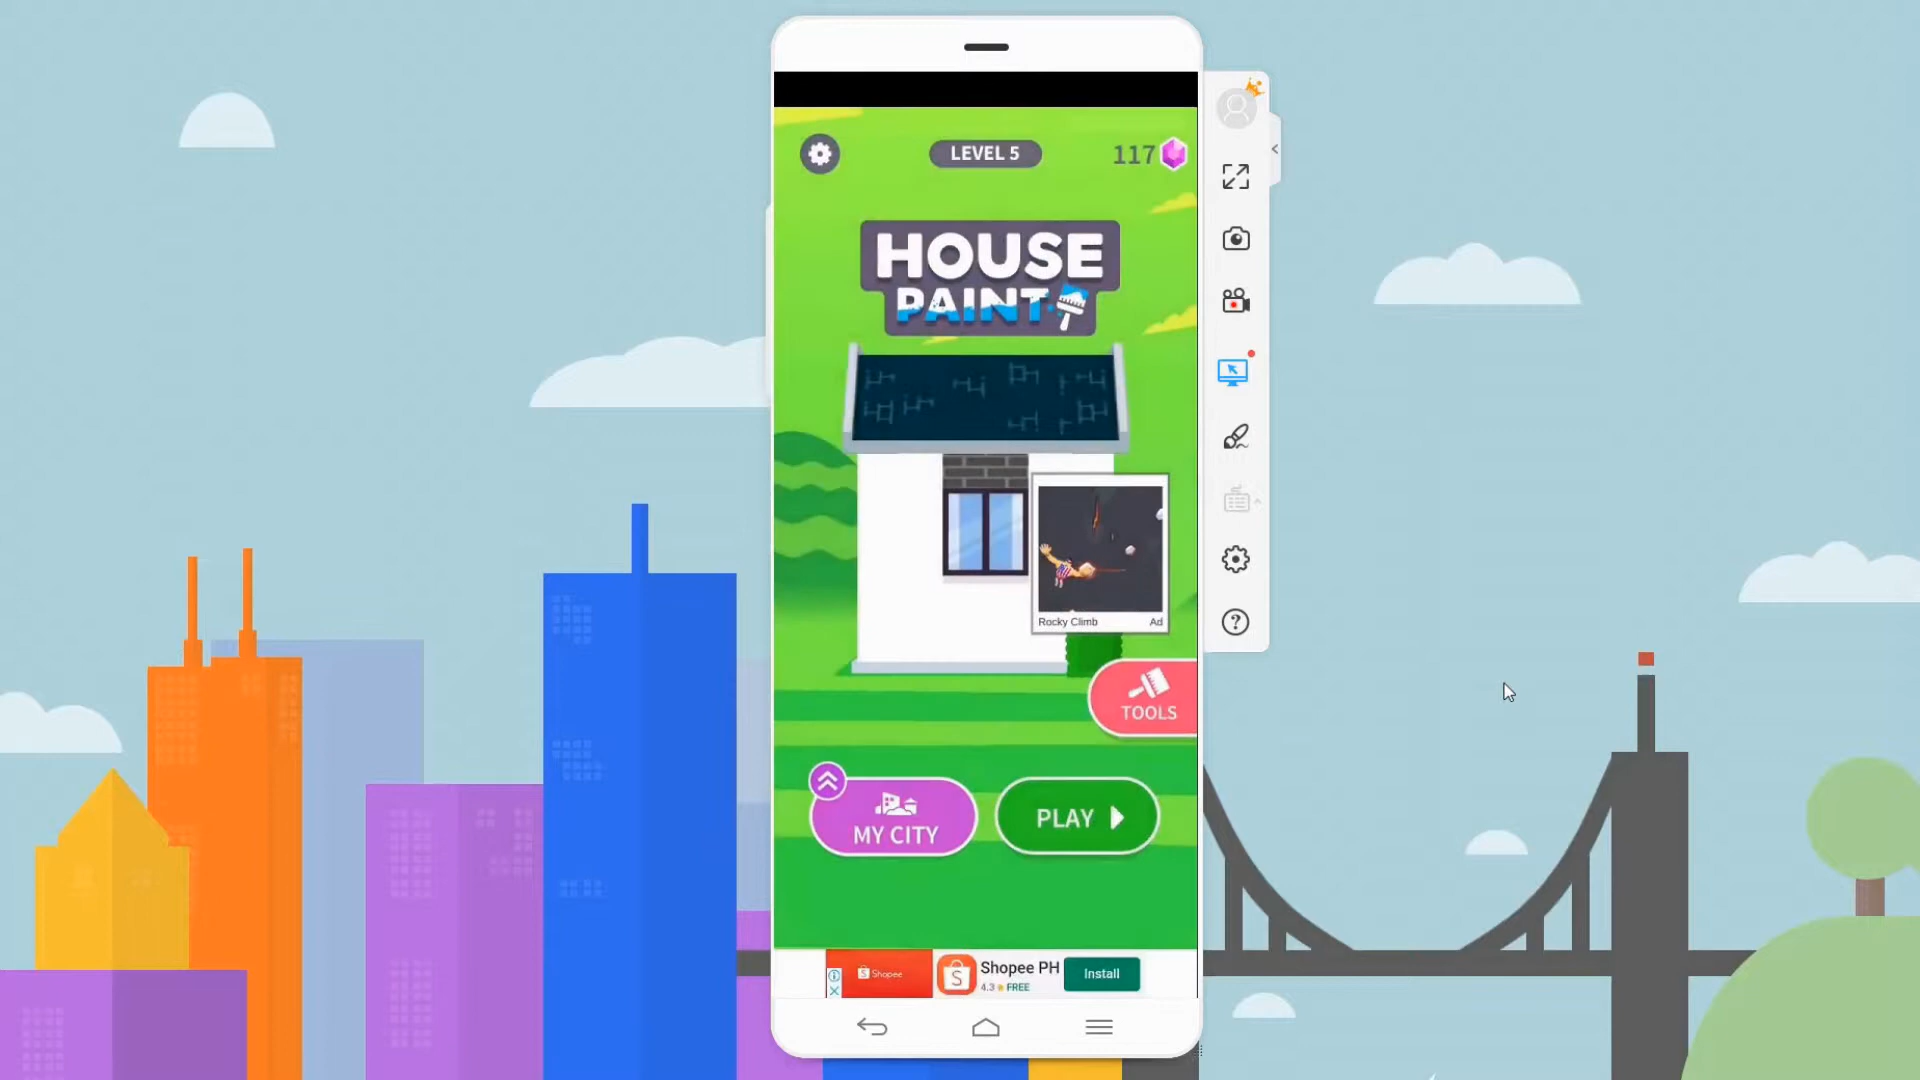 LEVEL 5
117
HOUSE
PAINT
Rocky Climb Ad
TOOLS
MY CITY
PLAY
Shopee
Shopee PH
4.3 FREE
Install